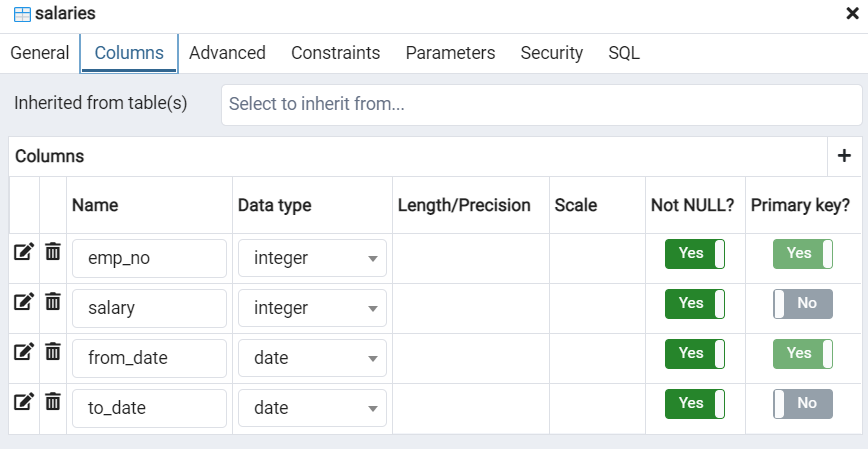 salaries
General Columns Advanced Constraints Parameters Security SQL
Inherited from table(s) Select to inherit from...
Columns
Name Data type Length/Precision Scale Not NULL? Primary key?
emp_no integer Yes Yes
salary integer Yes No
from_date date Yes Yes
to_date date Yes No